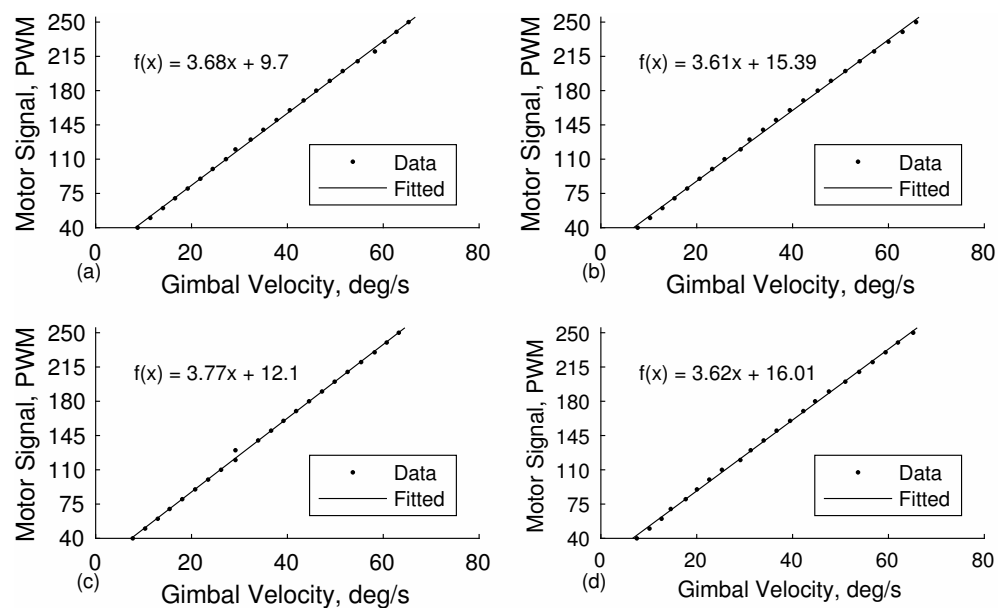 250
215
180
145
110
75
40
Motor Signal, PWM
f(x) = 3.68x + 9.7
Data
Fitted
0 20 40 60 80
(a)
Gimbal Velocity, deg/s
250
215
180
145
110
75
40
Motor Signal, PWM
f(x) = 3.61x + 15.39
Data
Fitted
0 20 40 60 80
(b)
Gimbal Velocity, deg/s
250
215
180
145
110
75
40
Motor Signal, PWM
f(x) = 3.77x + 12.1
Data
Fitted
0 20 40 60 80
(c)
Gimbal Velocity, deg/s
250
215
180
145
110
75
40
Motor Signal, PWM
f(x) = 3.62x + 16.01
Data
Fitted
0 20 40 60 80
(d)
Gimbal Velocity, deg/s